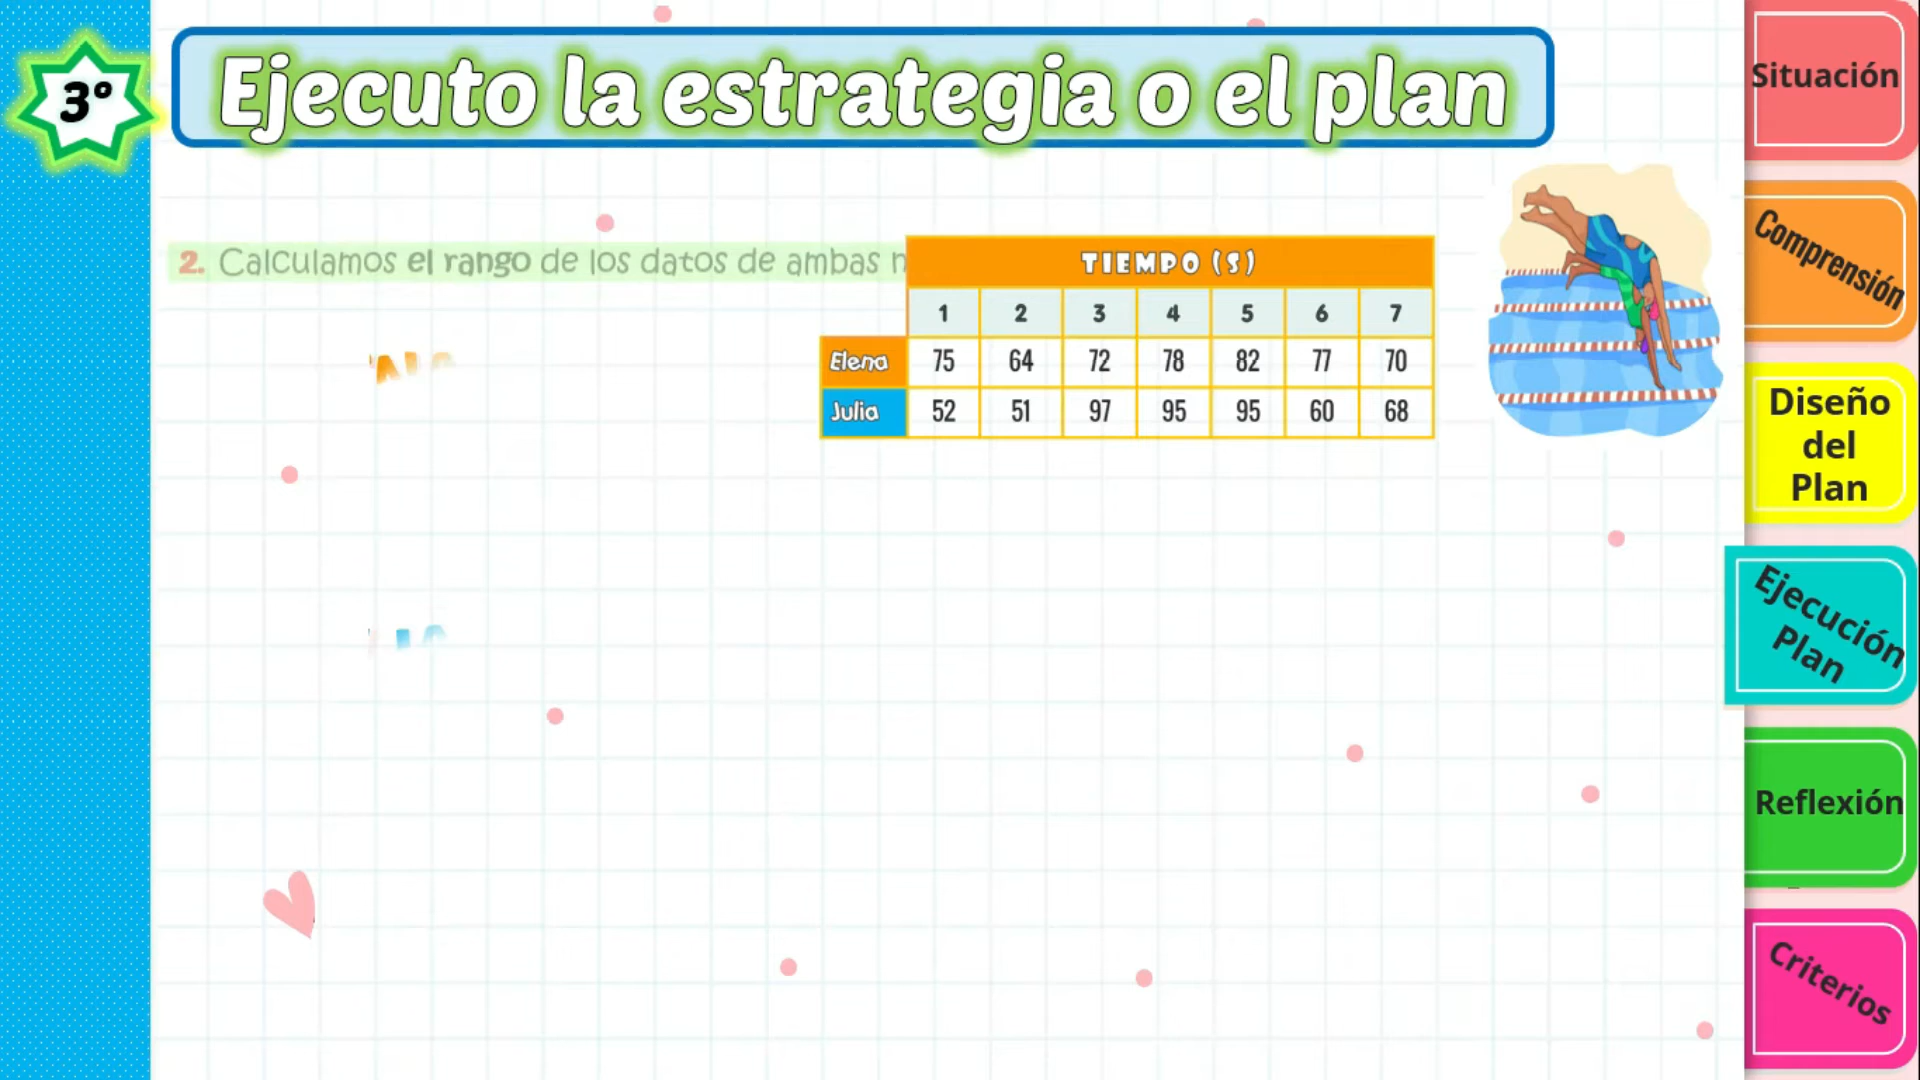 3°
Ejecuto la estrategia o el plan
2. Calculamos el rango de los datos de ambas
TIEMPO (S)
1 2 3 4 5 6 7
Elena 75 64 72 78 82 77 70
Julia 52 51 97 95 95 60 68
Situación
Comprensión
Diseño
del
Plan
Ejecución
Plan
Reflexión
Criterios